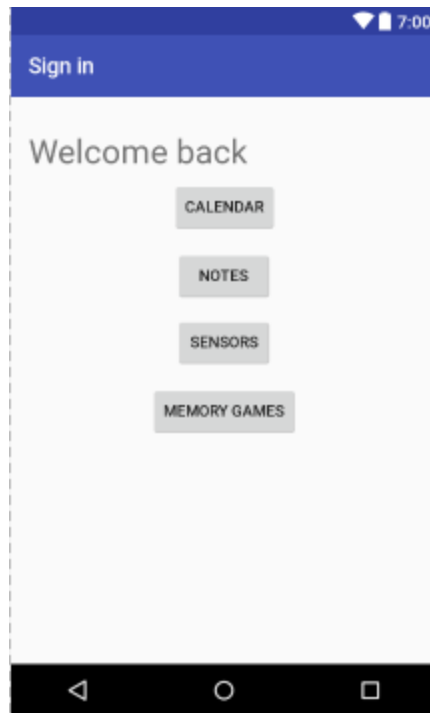 7:00
Sign in
Welcome back
CALENDAR
NOTES
SENSORS
MEMORY GAMES